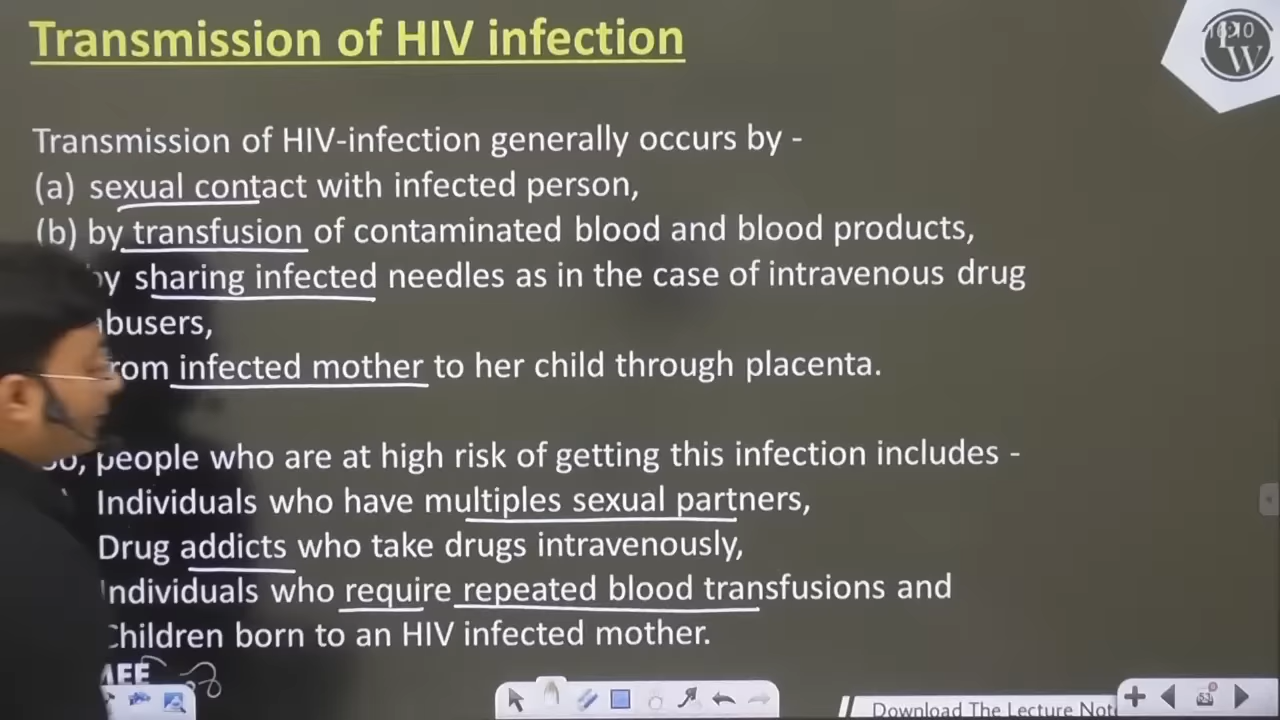 Transmission of HIV infection
PW
Transmission of HIV-infection generally occurs by -
(a) sexual contact with infected person,
(b) by transfusion of contaminated blood and blood products,
by sharing infected needles as in the case of intravenous drug
abusers,
from infected mother to her child through placenta.
So, people who are at high risk of getting this infection includes -
Individuals who have multiples sexual partners,
Drug addicts who take drugs intravenously,
Individuals who require repeated blood transfusions and
Children born to an HIV infected mother.
Download The Lecture Not